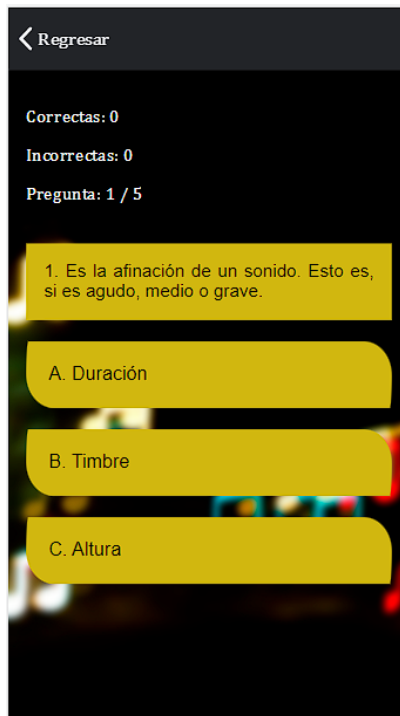 Regresar
Correctas: 0
Incorrectas: 0
Pregunta: 1 / 5
1. Es la afinación de un sonido. Esto es,
si es agudo, medio o grave.
A. Duración
B. Timbre
C. Altura